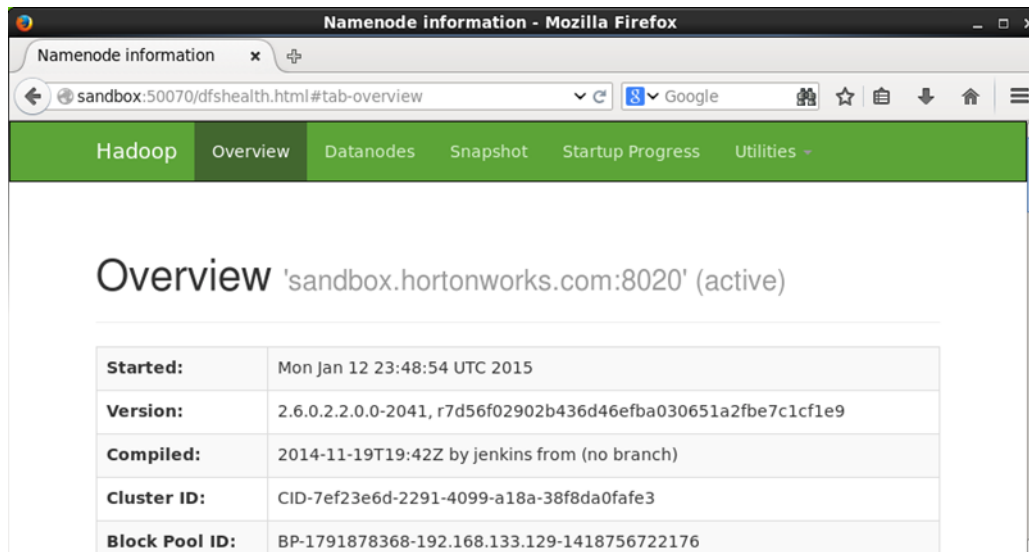 Namenode information - Mozilla Firefox
Namenode information
sandbox:50070/dfshealth.html#tab-overview
8 Google
Hadoop Overview Datanodes Snapshot Startup Progress Utilities
Overview 'sandbox.hortonworks.com:8020' (active)
Started: Mon Jan 12 23:48:54 UTC 2015
Version: 2.6.0.2.2.0.0-2041, r7d56f02902b436d46efba030651a2fbe7c1cf1e9
Compiled: 2014-11-19T19:42Z by jenkins from (no branch)
Cluster ID: CID-7ef23e6d-2291-4099-a18a-38f8da0fafe3
Block Pool ID: BP-1791878368-192.168.133.129-1418756722176